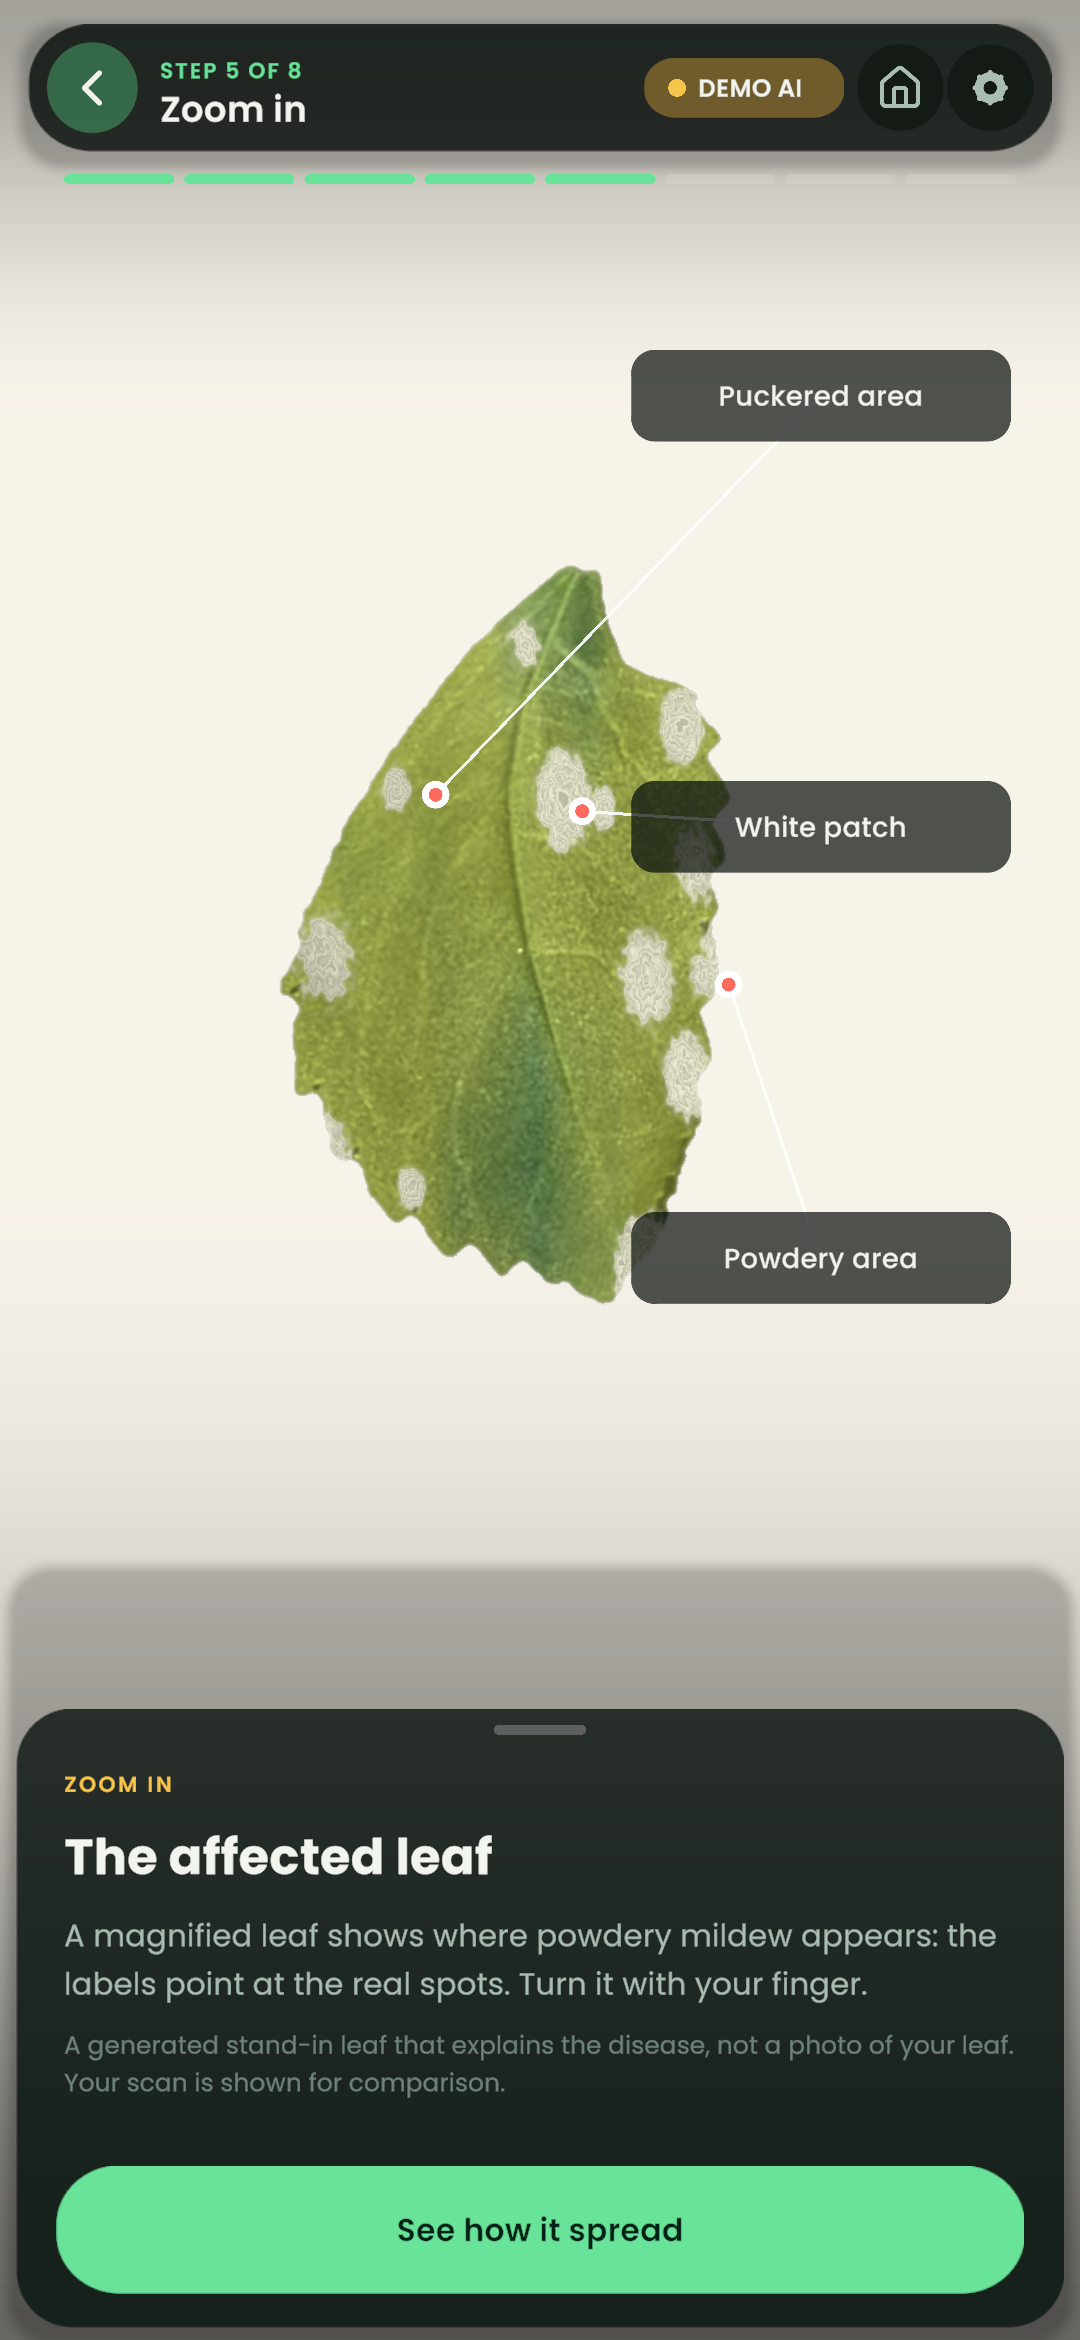 STEP 5 OF 8
Zoom in
DEMO AI
Puckered area
White patch
Powdery area
ZOOM IN
The affected leaf
A magnified leaf shows where powdery mildew appears: the
labels point at the real spots. Turn it with your finger.
A generated stand-in leaf that explains the disease, not a photo of your leaf.
Your scan is shown for comparison.
See how it spread